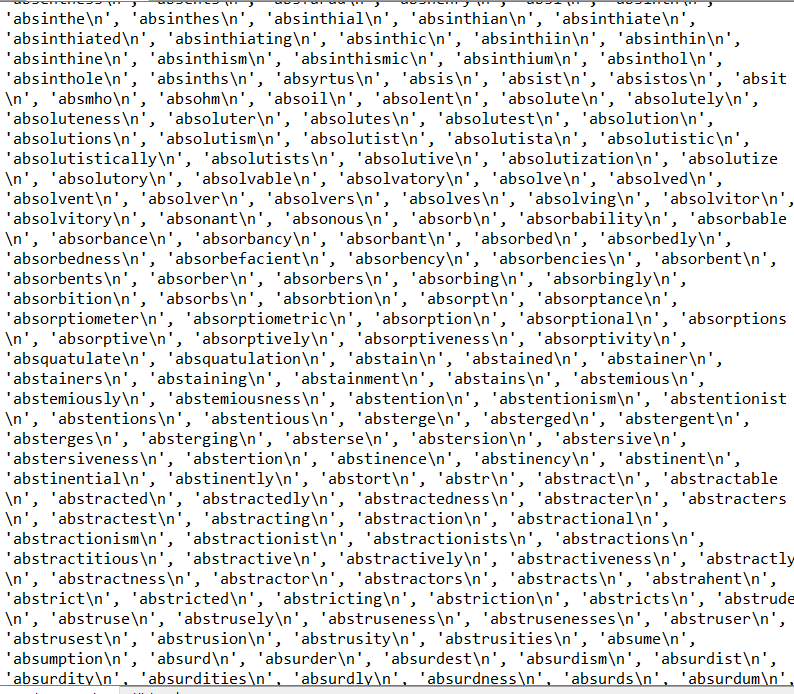 'absinthe\n', 'absinthes\n', 'absinthial\n', 'absinthian\n', 'absinthiate\n',
'absinthiated\n', 'absinthiating\n', 'absinthic\n', 'absinthiin\n', 'absinthin\n',
'absinthine\n', 'absinthism\n', 'absinthismic\n', 'absinthium\n', 'absinthol\n',
'absinthole\n', 'absinths\n', 'absyrtus\n', 'absis\n', 'absist\n', 'absistos\n', 'absit
\n', 'absmho\n', 'absohm\n', 'absoil\n', 'absolent\n', 'absolute\n', 'absolutely\n',
'absoluteness\n', 'absoluter\n', 'absolutes\n', 'absolutest\n', 'absolution\n',
'absolutions\n', 'absolutism\n', 'absolutist\n', 'absolutista\n', 'absolutistic\n',
'absolutistically\n', 'absolutists\n', 'absolutive\n', 'absolutization\n', 'absolutize
\n', 'absolutory\n', 'absolvable\n', 'absolvatory\n', 'absolve\n', 'absolved\n',
'absolvent\n', 'absolver\n', 'absolvers\n', 'absolves\n', 'absolving\n', 'absolvitor\n',
'absolvitory\n', 'absonant\n', 'absonous\n', 'absorb\n', 'absorbability\n', 'absorbable
\n', 'absorbance\n', 'absorbancy\n', 'absorbant\n', 'absorbed\n', 'absorbedly\n',
'absorbedness\n', 'absorbefacient\n', 'absorbency\n', 'absorbencies\n', 'absorbent\n',
'absorbents\n', 'absorber\n', 'absorbers\n', 'absorbing\n', 'absorbingly\n',
'absorbition\n', 'absorbs\n', 'absorbtion\n', 'absorpt\n', 'absorptance\n',
'absorptiometer\n', 'absorptiometric\n', 'absorption\n', 'absorptional\n', 'absorptions
\n', 'absorptive\n', 'absorptively\n', 'absorptiveness\n', 'absorptivity\n',
'absquatulate\n', 'absquatulation\n', 'abstain\n', 'abstained\n', 'abstainer\n',
'abstainers\n', 'abstaining\n', 'abstainment\n', 'abstains\n', 'abstemious\n',
'abstemiously\n', 'abstemiousness\n', 'abstention\n', 'abstentionism\n', 'abstentionist
\n', 'abstentions\n', 'abstentious\n', 'absterge\n', 'absterged\n', 'abstergent\n',
'absterges\n', 'absterging\n', 'absterse\n', 'abstersion\n', 'abstersive\n',
'abstersiveness\n', 'abstertion\n', 'abstinence\n', 'abstinency\n', 'abstinent\n',
'abstinential\n', 'abstinently\n', 'abstort\n', 'abstr\n', 'abstract\n', 'abstractable
\n', 'abstracted\n', 'abstractedly\n', 'abstractedness\n', 'abstracter\n', 'abstracters
\n', 'abstractest\n', 'abstracting\n', 'abstraction\n', 'abstractional\n',
'abstractionism\n', 'abstractionist\n', 'abstractionists\n', 'abstractions\n',
'abstractitious\n', 'abstractive\n', 'abstractively\n', 'abstractiveness\n', 'abstractly
\n', 'abstractness\n', 'abstractor\n', 'abstractors\n', 'abstracts\n', 'abstrahent\n',
'abstrict\n', 'abstricted\n', 'abstricting\n', 'abstriction\n', 'abstricts\n', 'abstrude
\n', 'abstruse\n', 'abstrusely\n', 'abstruseness\n', 'abstrusenesses\n', 'abstruser\n',
'abstrusest\n', 'abstrusion\n', 'abstrusity\n', 'abstrusities\n', 'absume\n',
'absumption\n', 'absurd\n', 'absurder\n', 'absurdest\n', 'absurdism\n', 'absurdist\n',
'absurdity\n', 'absurdities\n', 'absurdly\n', 'absurdness\n', 'absurds\n', 'absurdum\n',